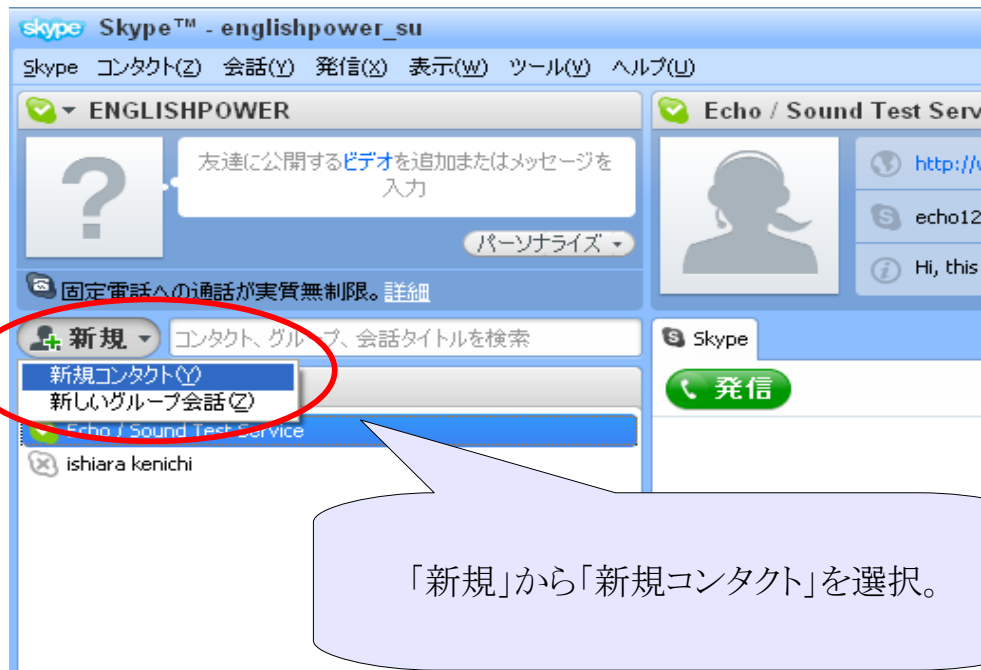 skype Skype™ - englishpower_su
Skype コンタクト(Z) 会話(Y) 発信(X) 表示(W) ツール(V) ヘルプ(U)
ENGLISHPOWER
友達に公開するビデオを追加またはメッセージを
入力
パーソナライズ
固定電話への通話が実質無制限。詳細
新規
コンタクト、グループ、会話タイトルを検索
新規コンタクト(Y)
新しいグループ会話(Z)
Echo / Sound Test Service
ishiara kenichi
Echo / Sound Test Serv
http://
echo12
Hi, this
Skype
発信
「新規」から「新規コンタクト」を選択。